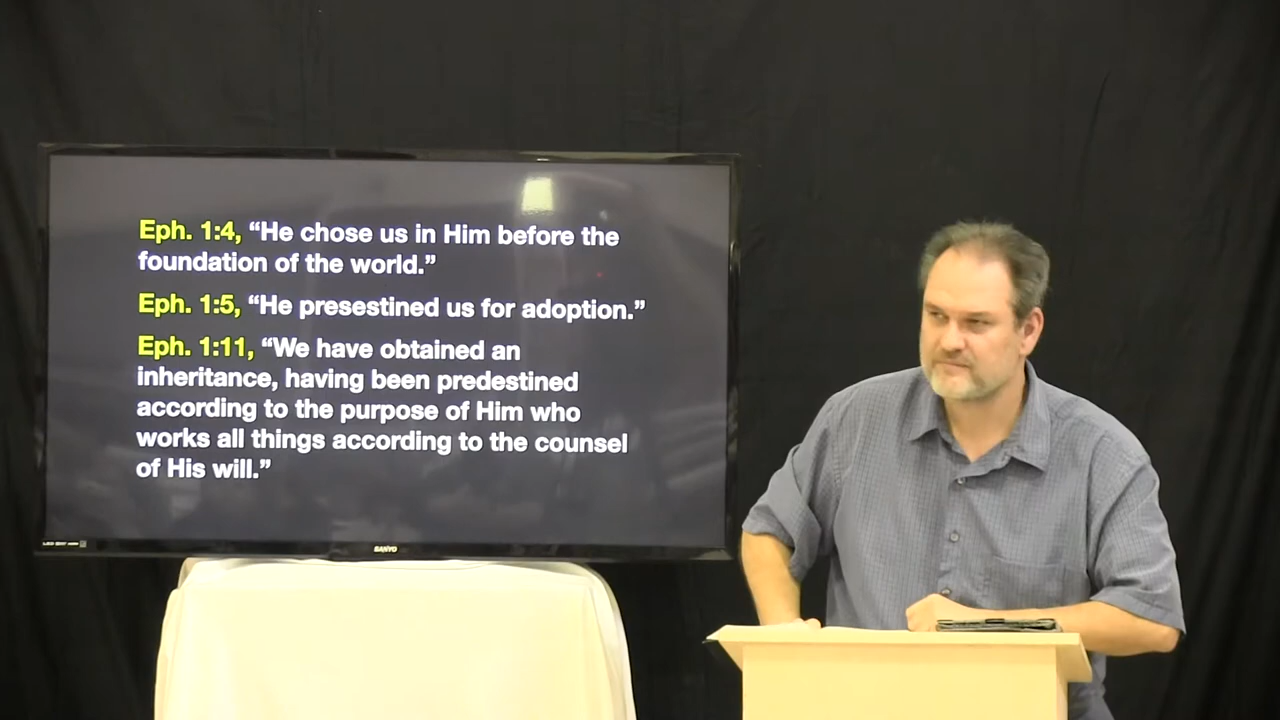 Eph. 1:4, “He chose us in Him before the
foundation of the world.”
Eph. 1:5, “He presestined us for adoption.”
Eph. 1:11, “We have obtained an
inheritance, having been predestined
according to the purpose of Him who
works all things according to the counsel
of His will.”
SANYO